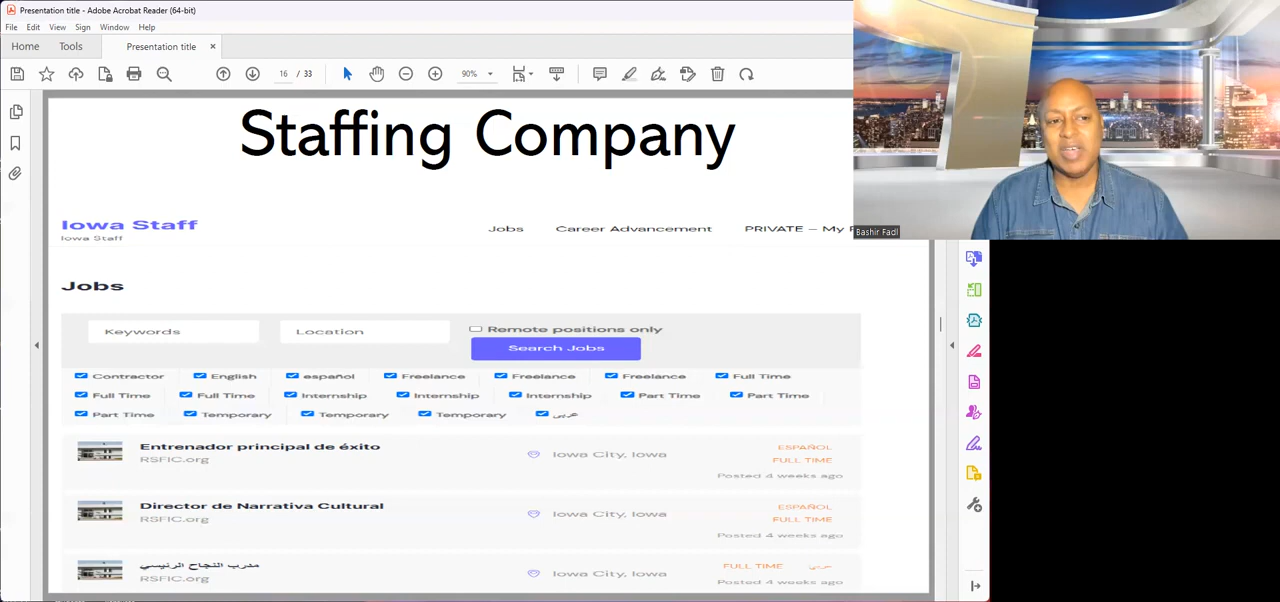 Presentation title - Adobe Acrobat Reader (64-bit)
File Edit View Sign Window Help
Home Tools Presentation title ×
16 / 33 90%
Staffing Company
Iowa Staff
Iowa Staff
Jobs Career Advancement PRIVATE – My
Bashir Fadl
Jobs
Keywords Location Remote positions only
Search Jobs
Contractor English español Freelance Freelance Freelance Full Time
Full Time Full Time Internship Internship Internship Part Time Part Time
Part Time Temporary Temporary Temporary عربى
Entrenador principal de éxito
RSFIC.org
Iowa City, Iowa
ESPAÑOL
FULL TIME
Posted 4 weeks ago
Director de Narrativa Cultural
RSFIC.org
Iowa City, Iowa
ESPAÑOL
FULL TIME
Posted 4 weeks ago
مدرب النجاح الرئيسي
RSFIC.org
Iowa City, Iowa
FULL TIME عربى
Posted 4 weeks ago